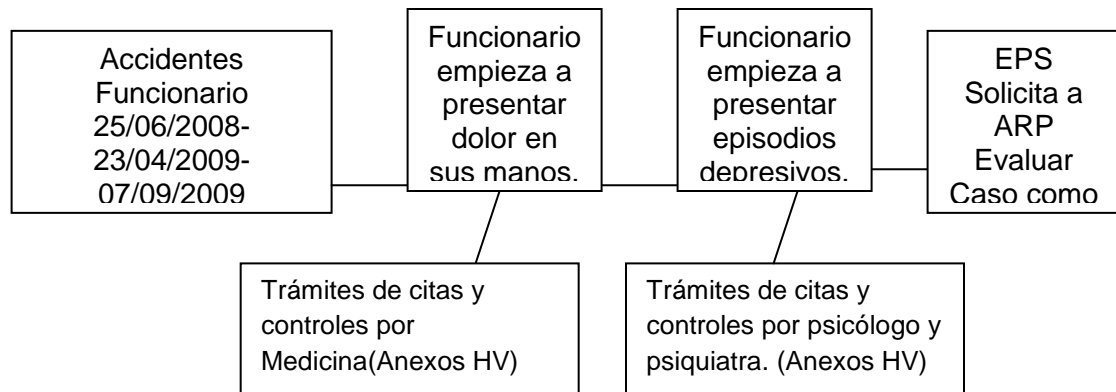 Accidentes
Funcionario
25/06/2008-
23/04/2009-
07/09/2009
Funcionario
empieza a
presentar
dolor en
sus manos.
Funcionario
empieza a
presentar
episodios
depresivos.
EPS
Solicita a
ARP
Evaluar
Caso como
Trámites de citas y
controles por
Medicina(Anexos HV)
Trámites de citas y
controles por psicólogo y
psiquiatra. (Anexos HV)